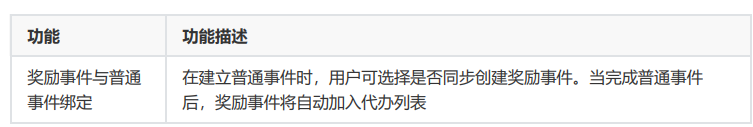 功能 功能描述
奖励事件与普通 在建立普通事件时，用户可选择是否同步创建奖励事件。当完成普通事件
事件绑定 后，奖励事件将自动加入代办列表